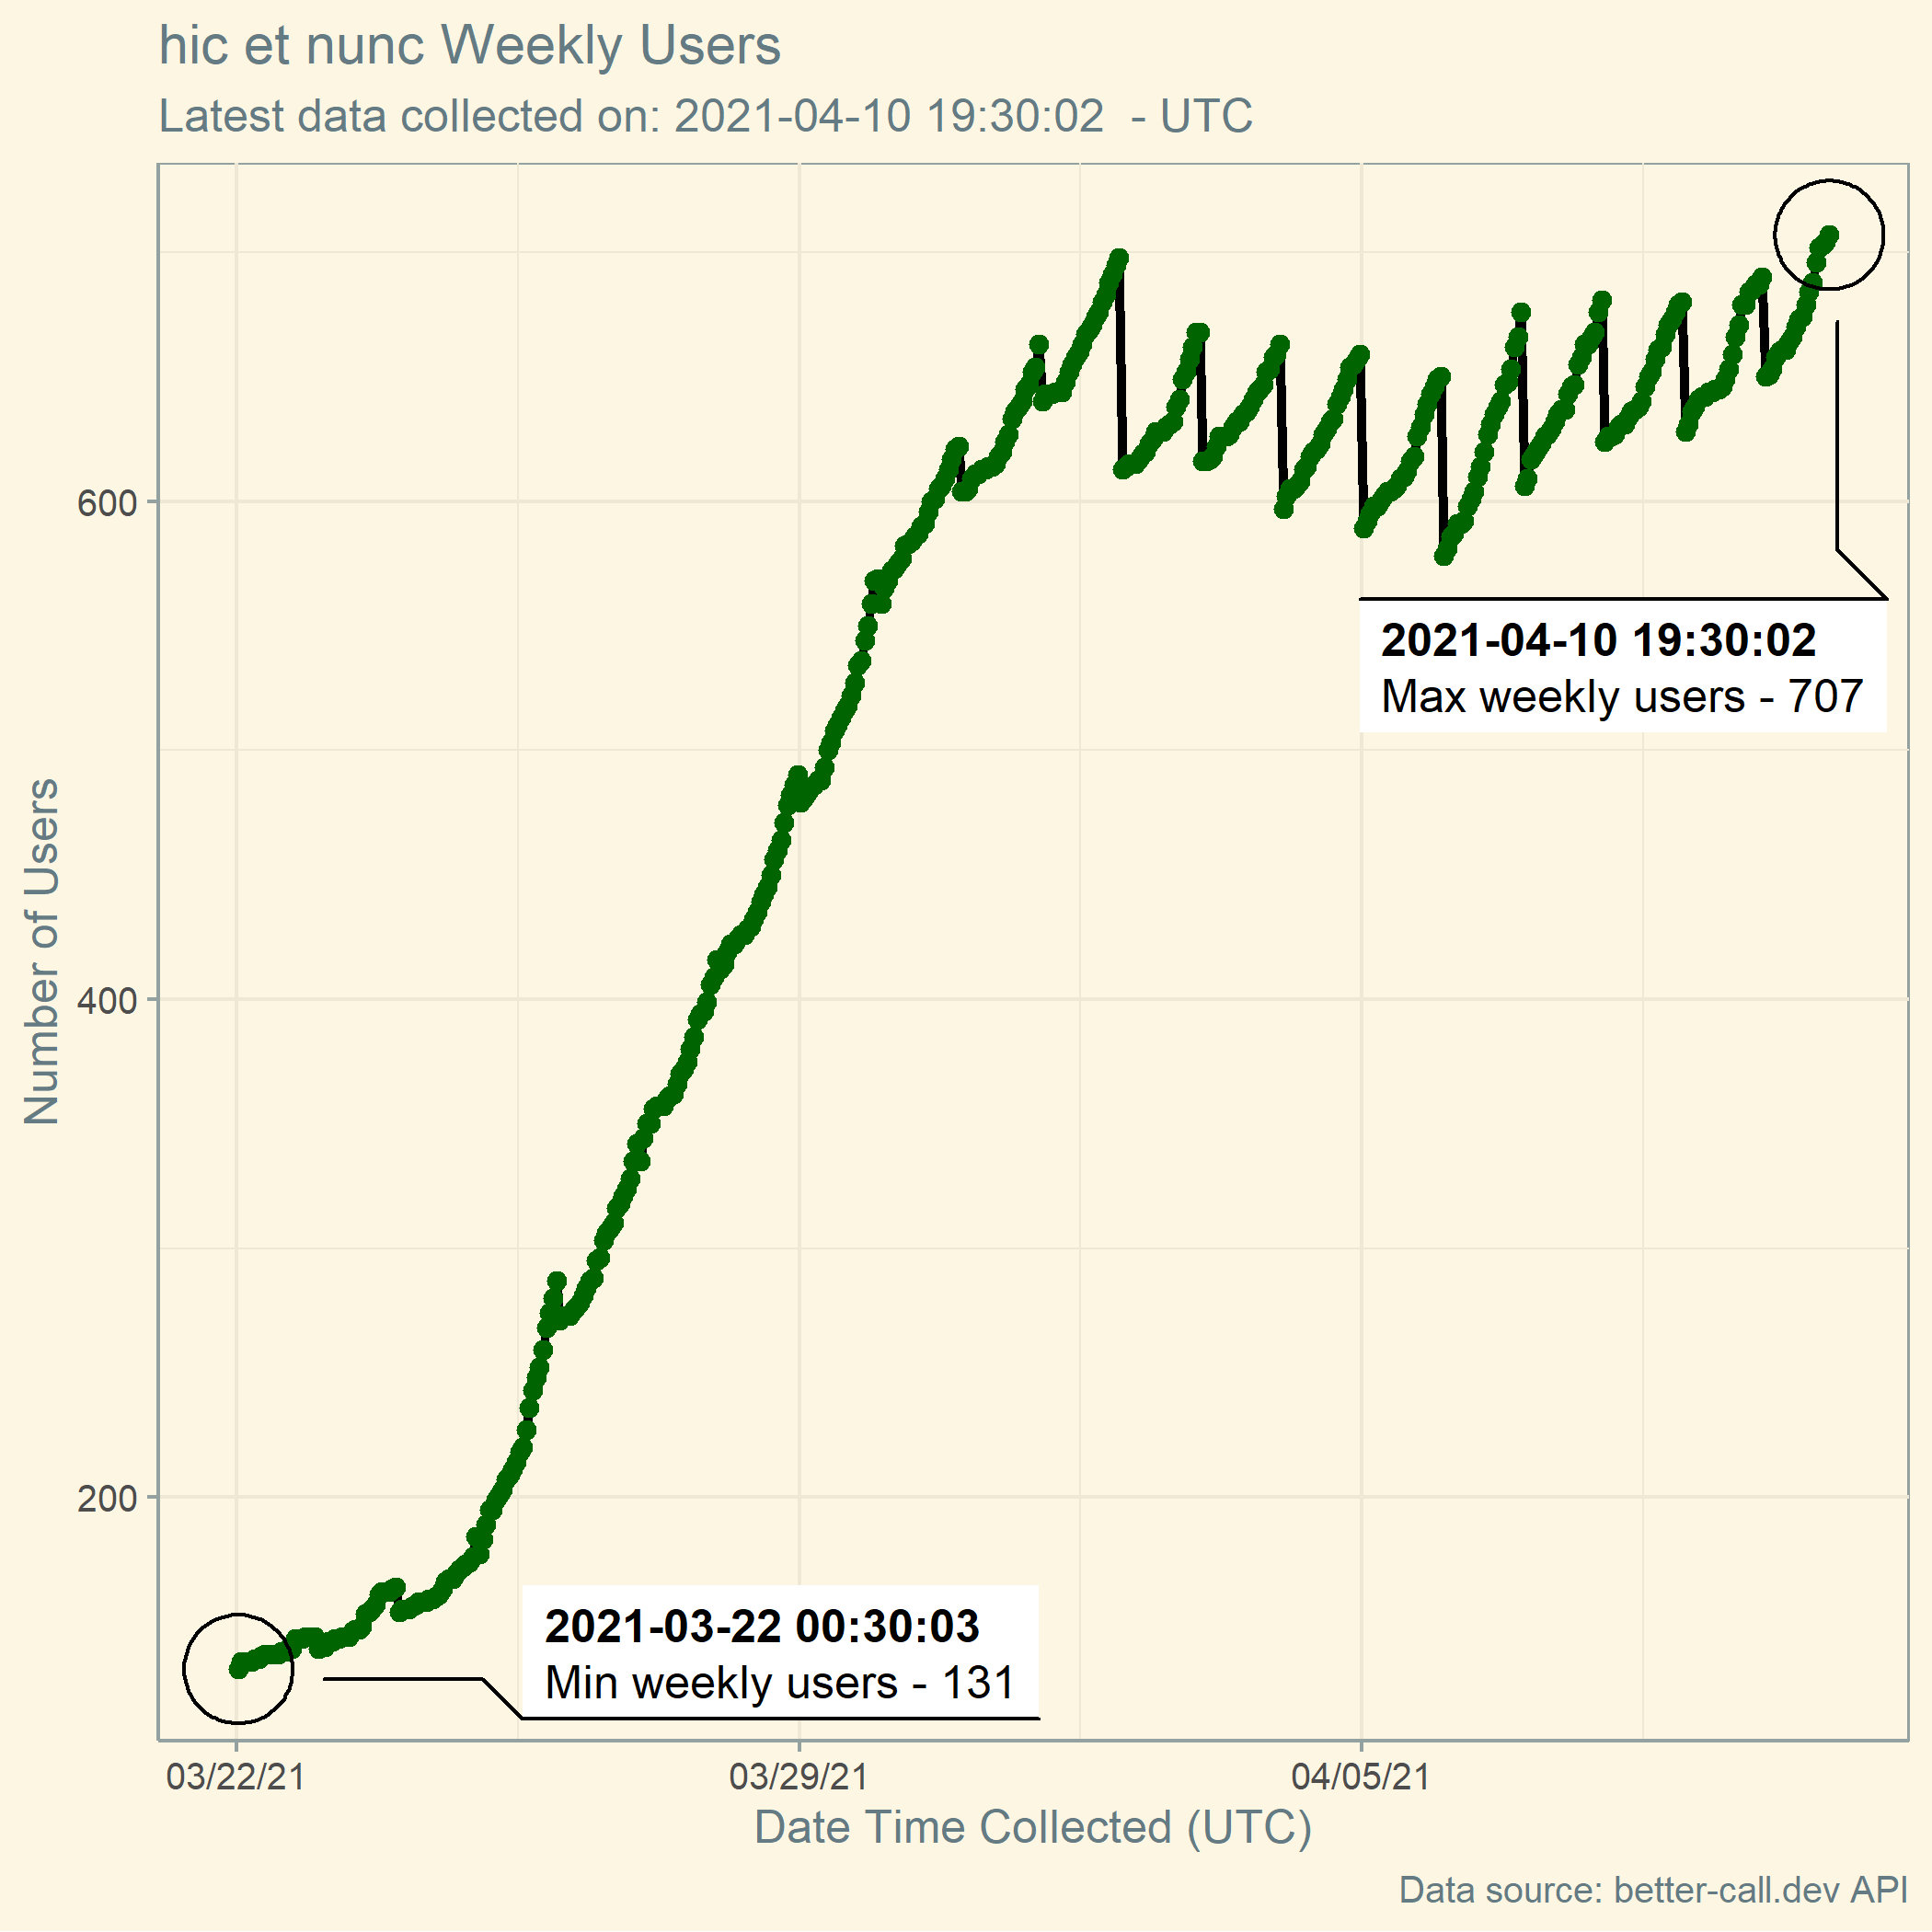 hic et nunc Weekly Users
Latest data collected on: 2021-04-10 19:30:02  - UTC
Number of Users
600
400
200
2021-04-10 19:30:02
Max weekly users - 707
2021-03-22 00:30:03
Min weekly users - 131
03/22/21
03/29/21
04/05/21
Date Time Collected (UTC)
Data source: better-call.dev API